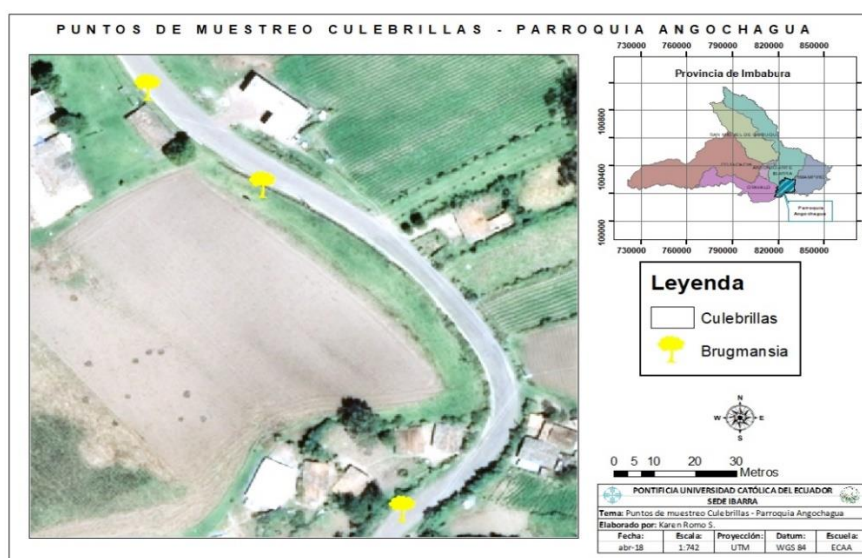 PUNTOS DE MUESTREO CULEBRILLAS - PARROQUIA ANGOCHAGUA
730000 760000 790000 820000 850000
Provincia de Imbabura
100800
100400
100000
Parroquia
Angochagua
730000 760000 790000 820000 850000
Leyenda
Culebrillas
Brugmansia
N
W E
S
0 5 10 20 30
Metros
PONTIFICIA UNIVERSIDAD CATÓLICA DEL ECUADOR
SEDE IBARRA
Tema: Puntos de muestreo Culebrillas - Parroquia Angochagua
Elaborado por: Karen Romo S.
Fecha: Escala: Proyección: Datum: Escuela:
abr-18 1:742 UTM WGS 84 ECAA